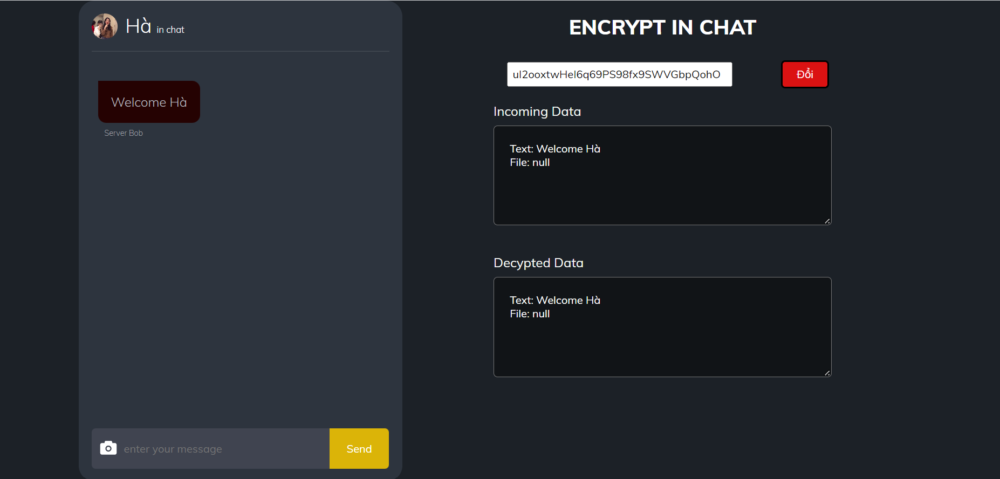 Hà in chat
Welcome Hà
Server Bob
enter your message
Send
ENCRYPT IN CHAT
ul2ooxtwHel6q69PS98fx9SWVGbpQohO
Đổi
Incoming Data
Text: Welcome Hà
File: null
Decypted Data
Text: Welcome Hà
File: null